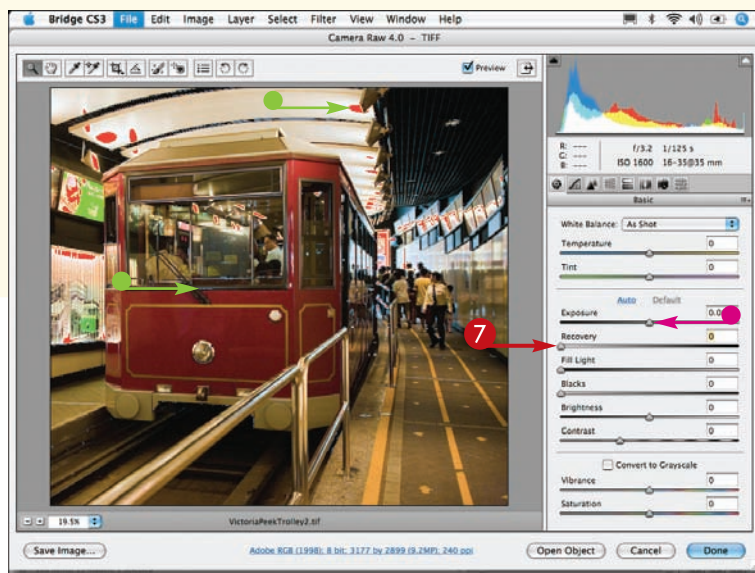 Bridge CS3 File Edit Image Layer Select Filter View Window Help
Camera Raw 4.0 – TIFF
Preview
R: ---
G: ---
B: ---
f/3.2 1/125 s
ISO 1600 16-35@35 mm
Basic
White Balance: As Shot
Temperature 0
Tint 0
Auto Default
Exposure 0.0
7
Recovery 0
Fill Light 0
Blacks 0
Brightness 0
Contrast 0
Convert to Grayscale
Vibrance 0
Saturation 0
19.5% VictoriaPeekTrolley2.tif
Save Image... Adobe RGB (1998); 8 bit; 3177 by 2899 (9.2MP); 240 ppi Open Object Cancel Done